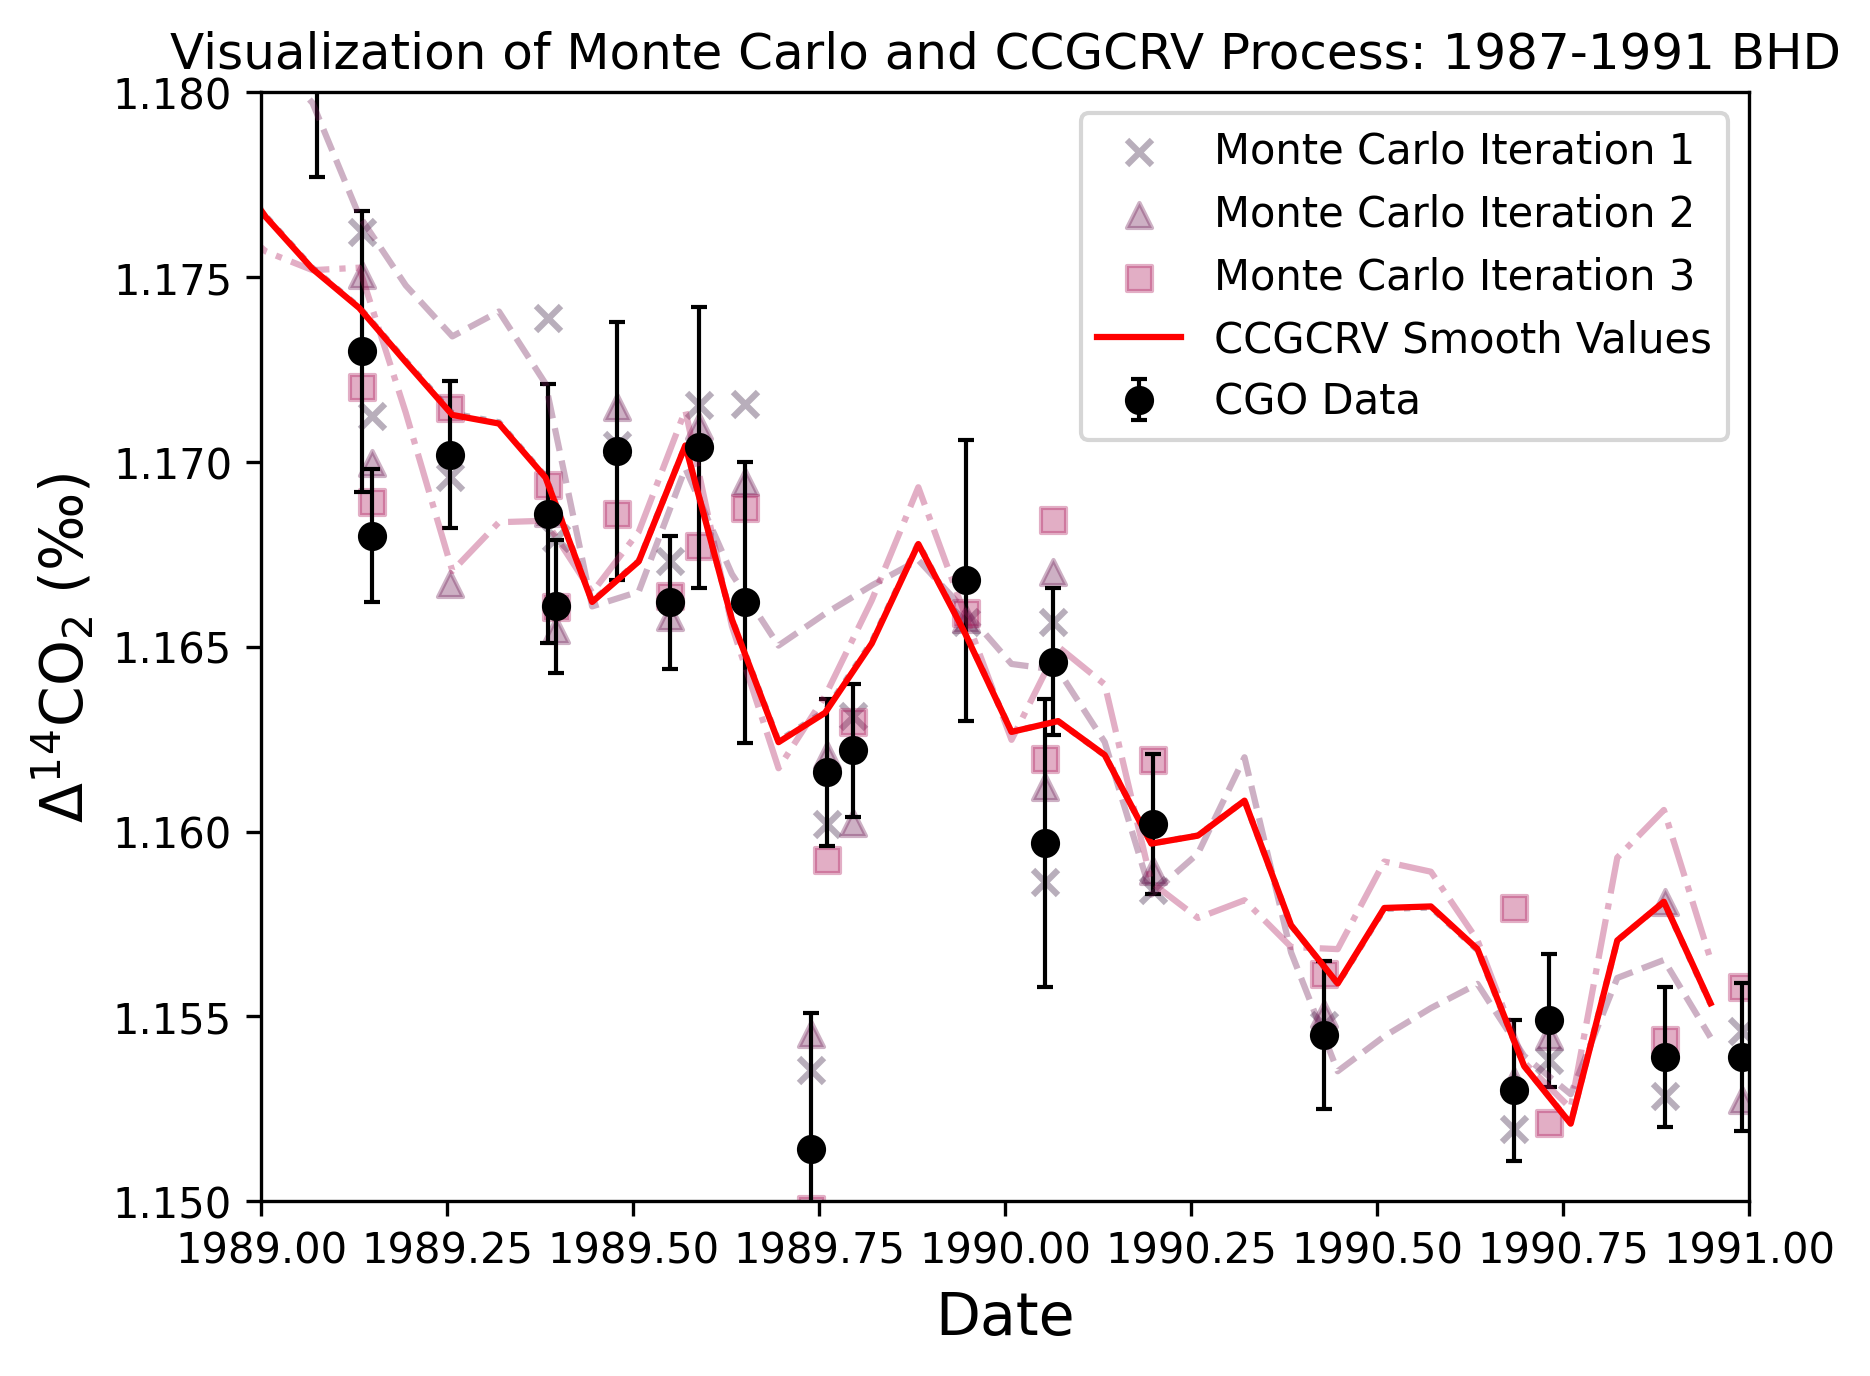 Visualization of Monte Carlo and CCGCRV Process: 1987-1991 BHD
1.180
1.175
1.170
1.165
1.160
1.155
1.150
Δ¹⁴CO₂ (‰)
Monte Carlo Iteration 1
Monte Carlo Iteration 2
Monte Carlo Iteration 3
CCGCRV Smooth Values
CGO Data
1989.00 1989.25 1989.50 1989.75 1990.00 1990.25 1990.50 1990.75 1991.00
Date